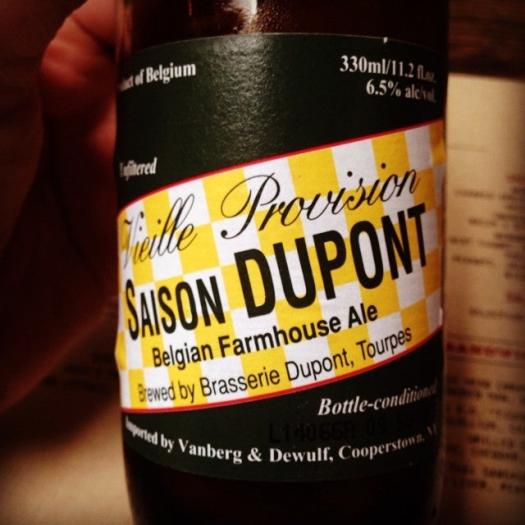 Product of Belgium
330ml/11.2 fl.oz.
6.5% alc/vol.
Unfiltered
Vieille Provision
SAISON DUPONT
Belgian Farmhouse Ale
Brewed by Brasserie Dupont, Tourpes
Bottle-conditioned
Imported by Vanberg & Dewulf, Cooperstown, NY